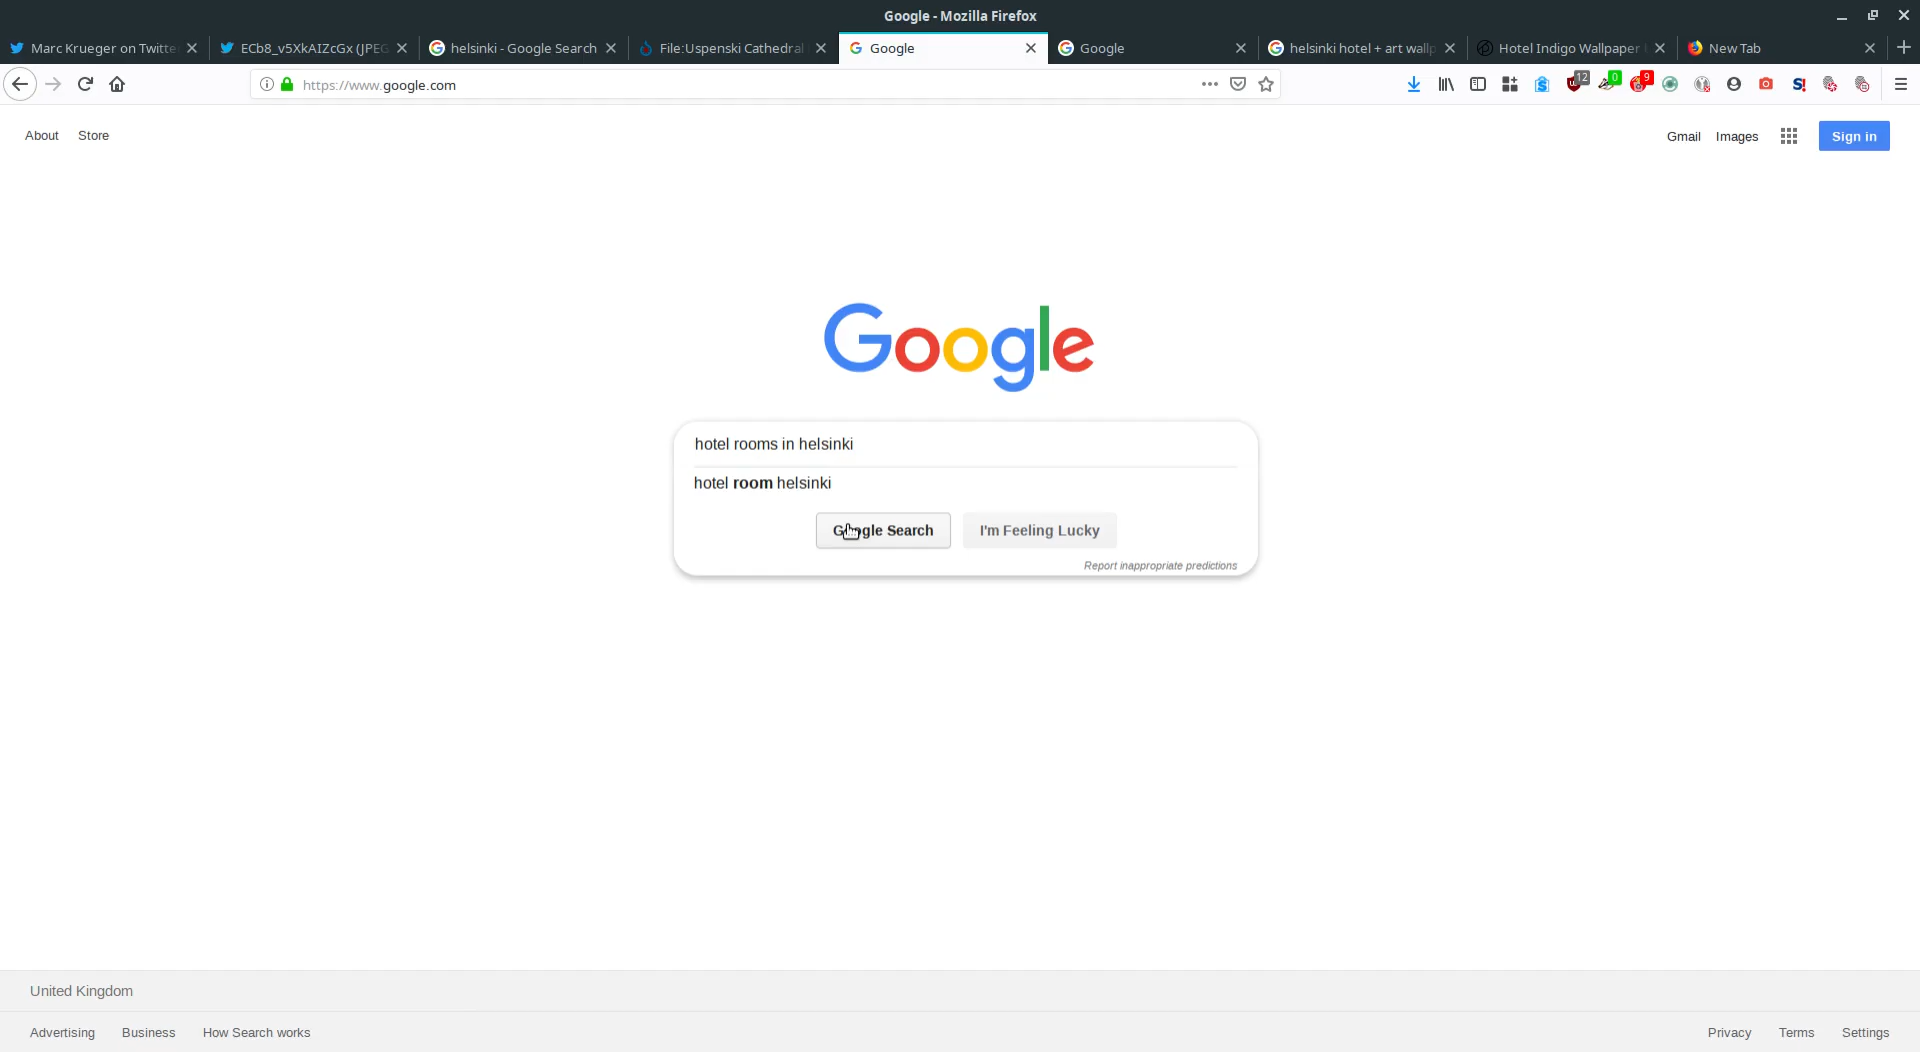 Google - Mozilla Firefox
Marc Krueger on Twitte
ECb8_v5XkAIZcGx (JPEG
helsinki - Google Search
File:Uspenski Cathedral
Google
Google
helsinki hotel + art wallp
Hotel Indigo Wallpaper
New Tab
https://www.google.com
12
0
9
S!
About Store
Gmail Images Sign in
Google
hotel rooms in helsinki
hotel room helsinki
Google Search I'm Feeling Lucky
Report inappropriate predictions
United Kingdom
Advertising Business How Search works
Privacy Terms Settings